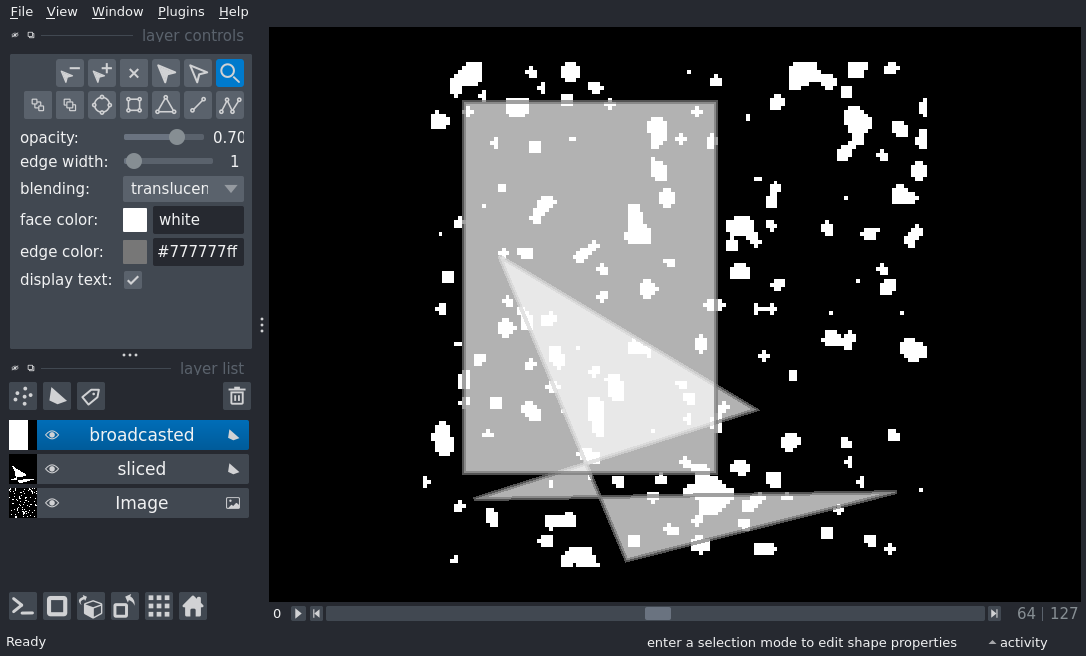 File View Window Plugins Help
layer controls
opacity: 0.70
edge width: 1
blending: translucen
face color: white
edge color: #777777ff
display text:
layer list
broadcasted
sliced
Image
0 64 | 127
Ready enter a selection mode to edit shape properties activity